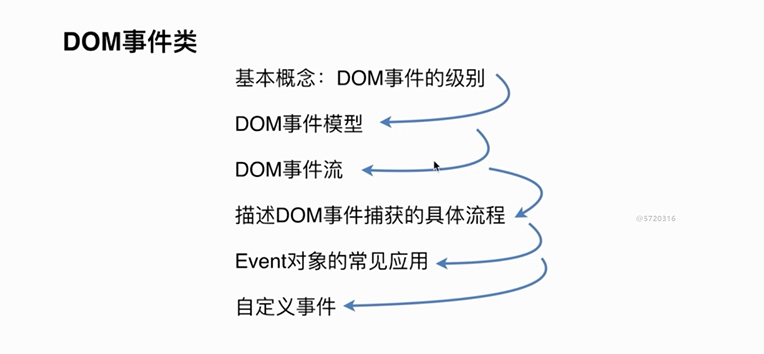 DOM事件类
基本概念：DOM事件的级别
DOM事件模型
DOM事件流
描述DOM事件捕获的具体流程
@5720316
Event对象的常见应用
自定义事件